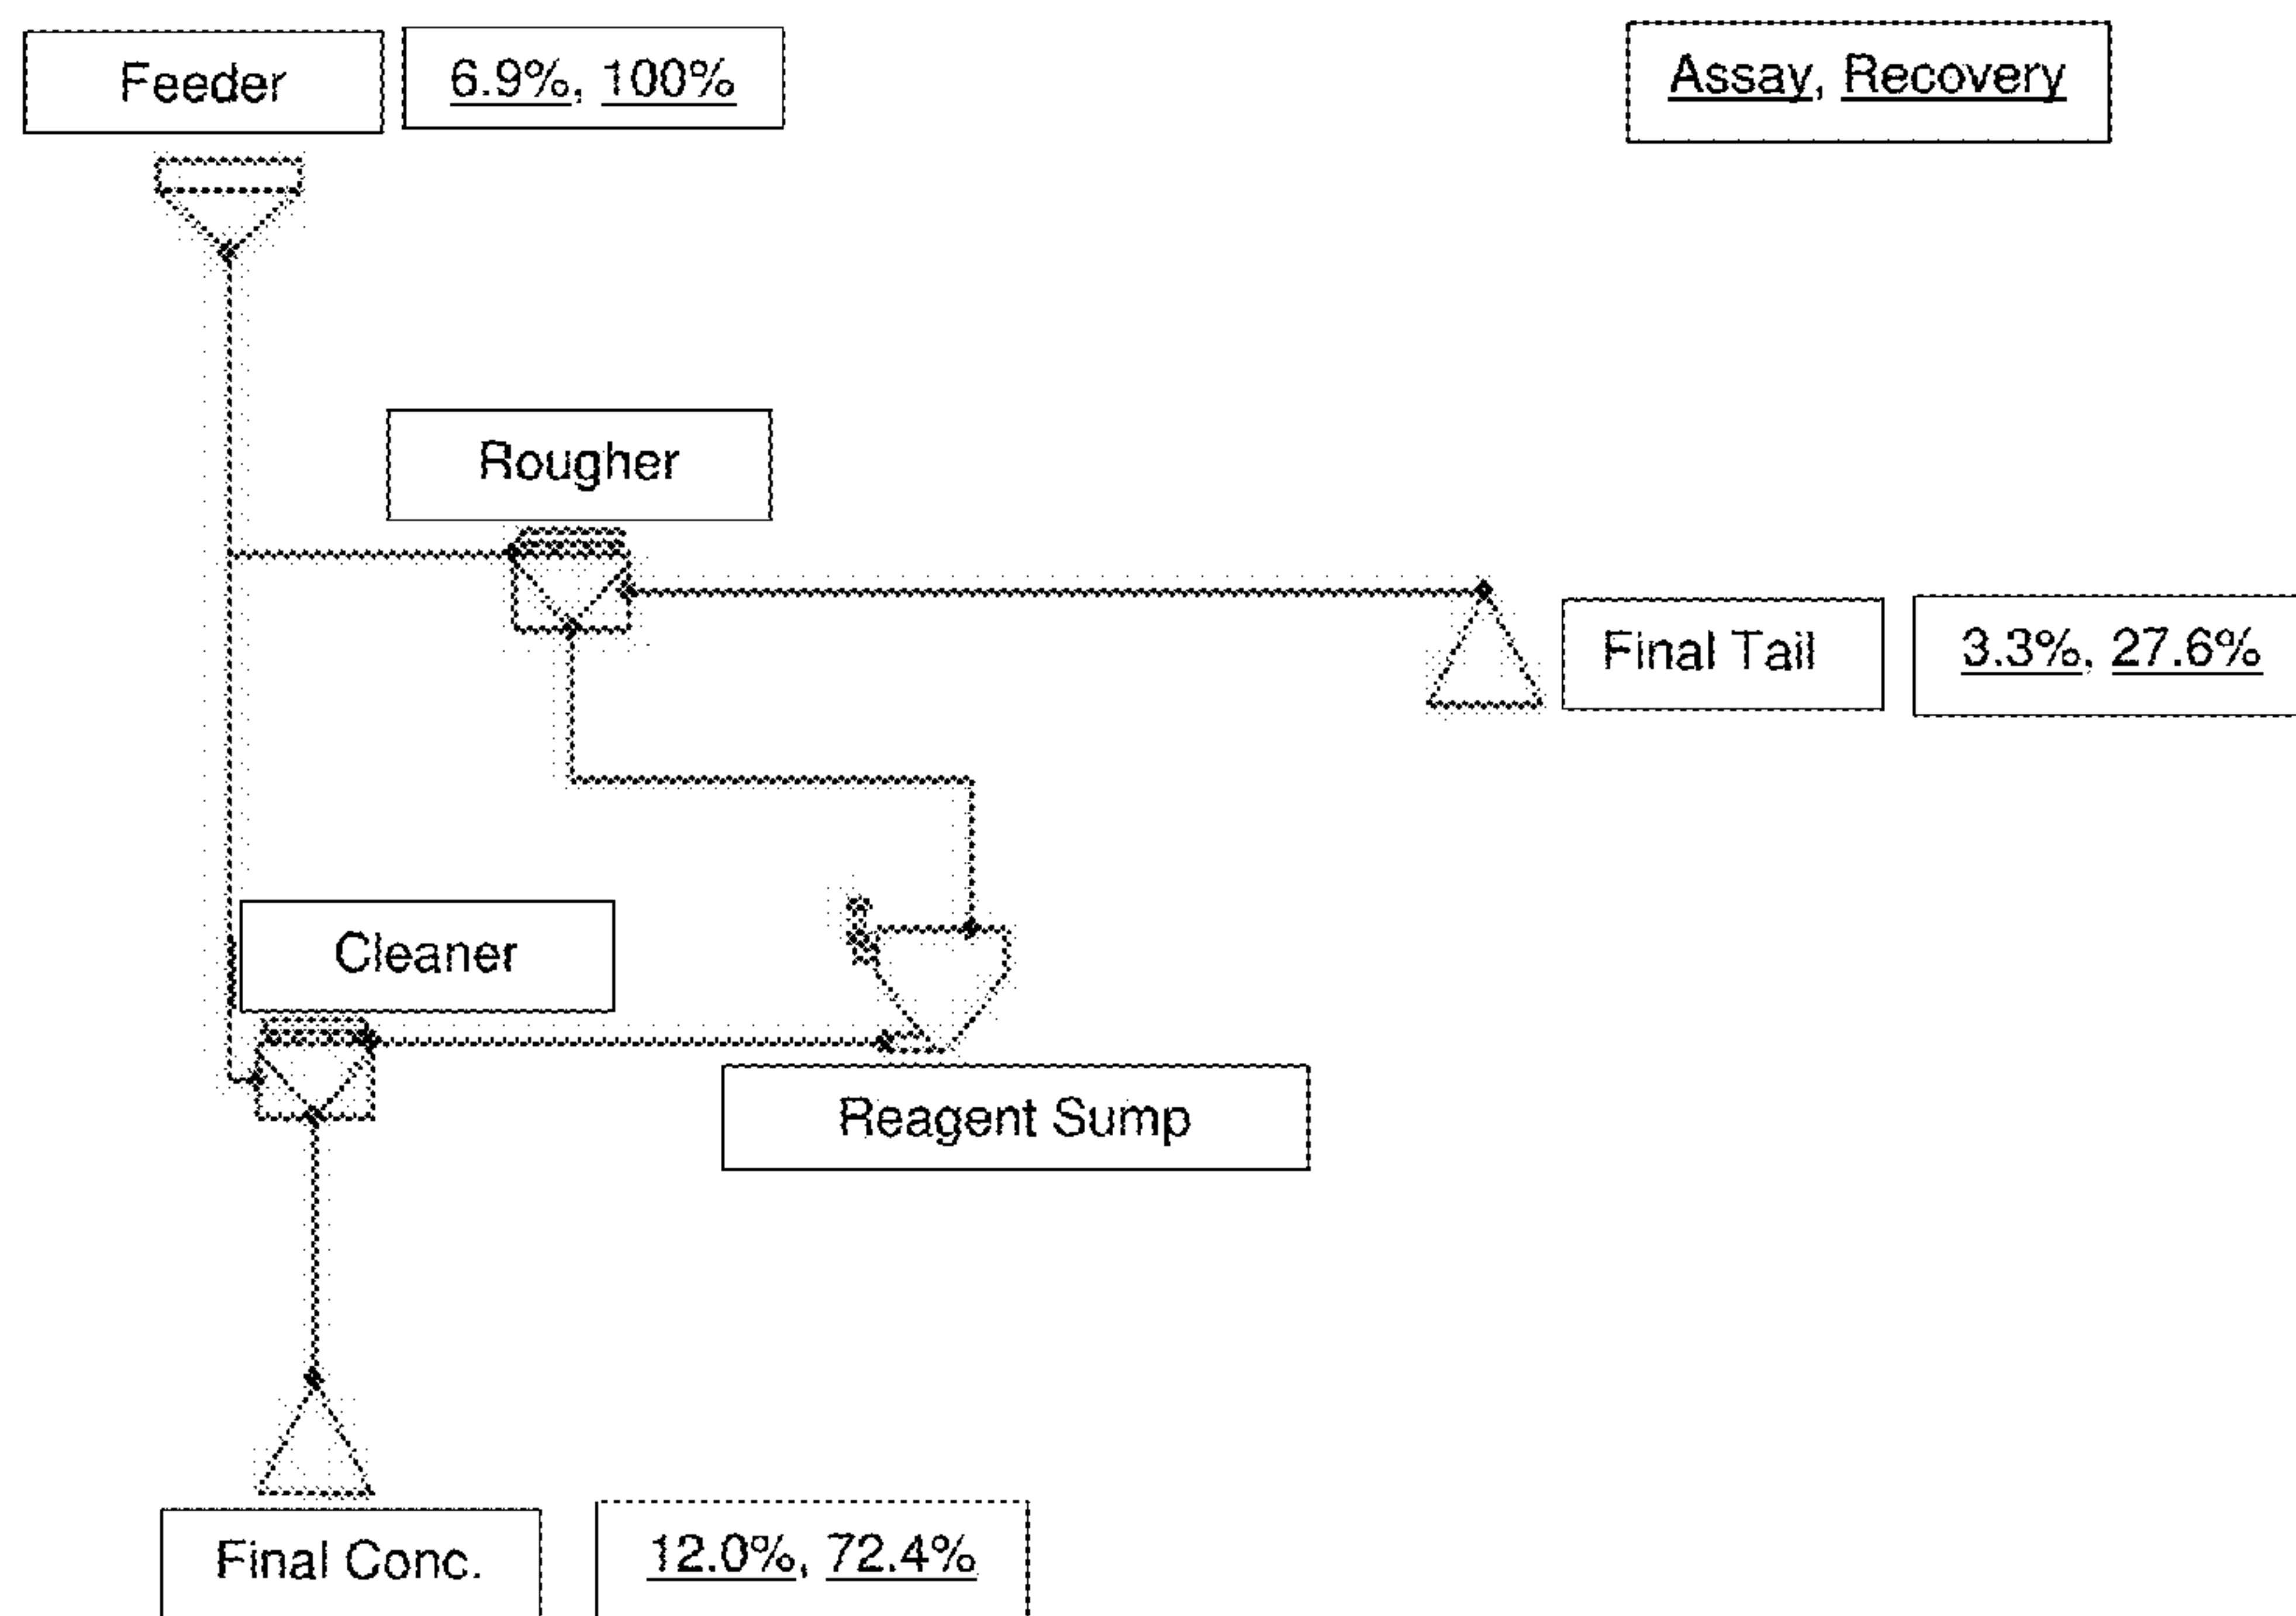 Feeder
6.9%, 100%
Assay, Recovery
Rougher
Final Tail
3.3%, 27.6%
Cleaner
Reagent Sump
Final Conc.
12.0%, 72.4%